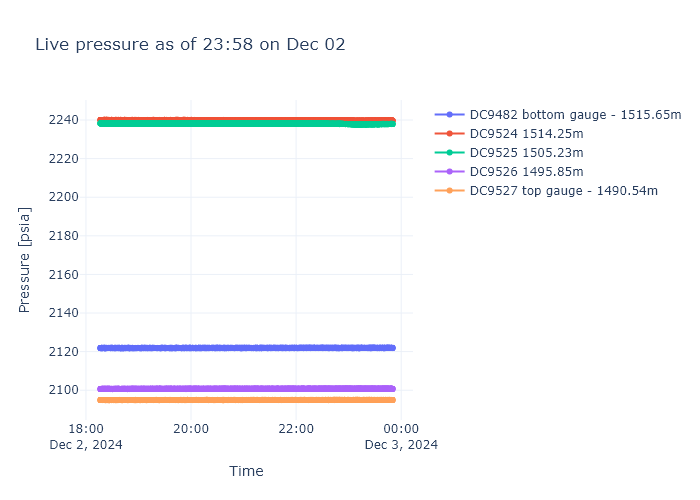 Live pressure as of 23:58 on Dec 02
DC9482 bottom gauge - 1515.65m
DC9524 1514.25m
DC9525 1505.23m
DC9526 1495.85m
DC9527 top gauge - 1490.54m
Pressure [psia]
2240
2220
2200
2180
2160
2140
2120
2100
18:00 20:00 22:00 00:00
Dec 2, 2024 Dec 3, 2024
Time